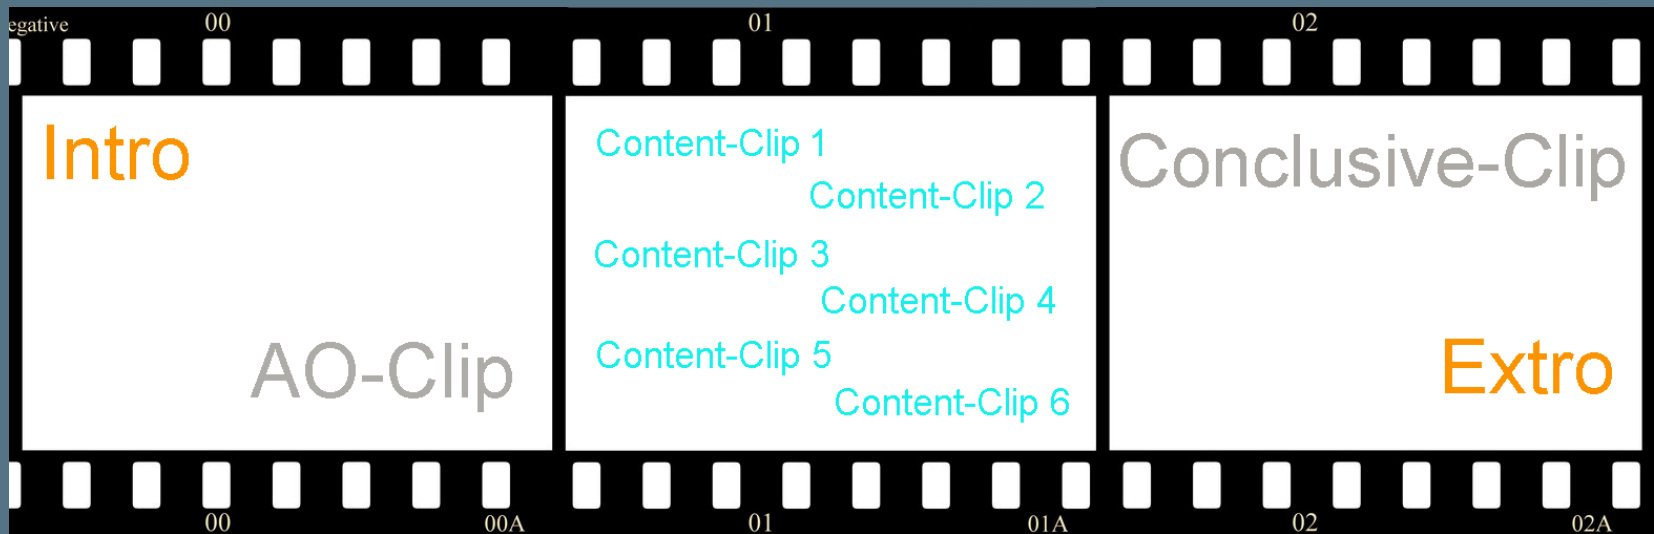 egative 00 01 02
Intro
AO-Clip
Content-Clip 1
Content-Clip 2
Content-Clip 3
Content-Clip 4
Content-Clip 5
Content-Clip 6
Conclusive-Clip
Extro
00 00A 01 01A 02 02A